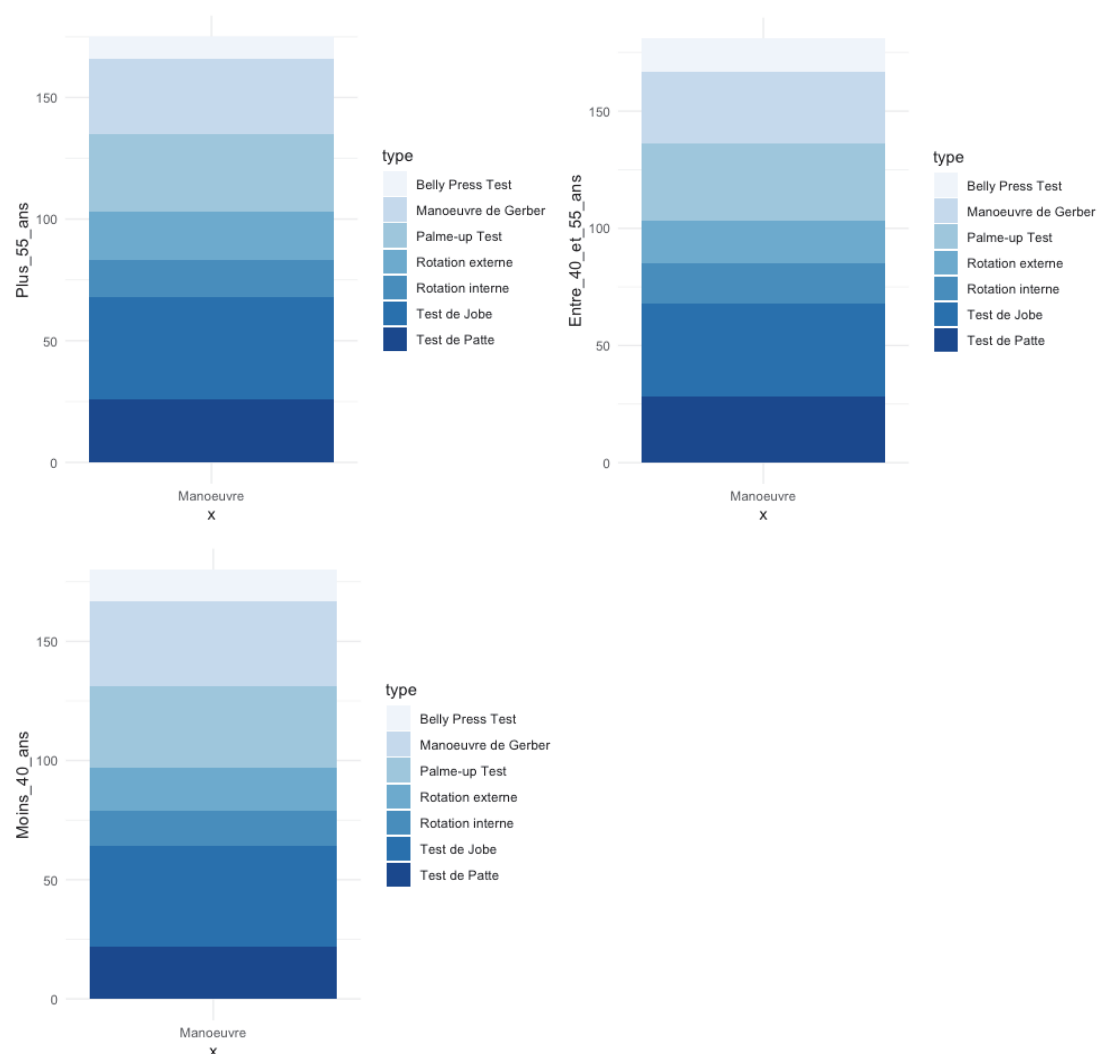 Plus_55_ans
150
100
50
0
Manoeuvre
x
type
Belly Press Test
Manoeuvre de Gerber
Palme-up Test
Rotation externe
Rotation interne
Test de Jobe
Test de Patte
Entre_40_et_55_ans
150
100
50
0
Manoeuvre
x
type
Belly Press Test
Manoeuvre de Gerber
Palme-up Test
Rotation externe
Rotation interne
Test de Jobe
Test de Patte
Moins_40_ans
150
100
50
0
Manoeuvre
x
type
Belly Press Test
Manoeuvre de Gerber
Palme-up Test
Rotation externe
Rotation interne
Test de Jobe
Test de Patte